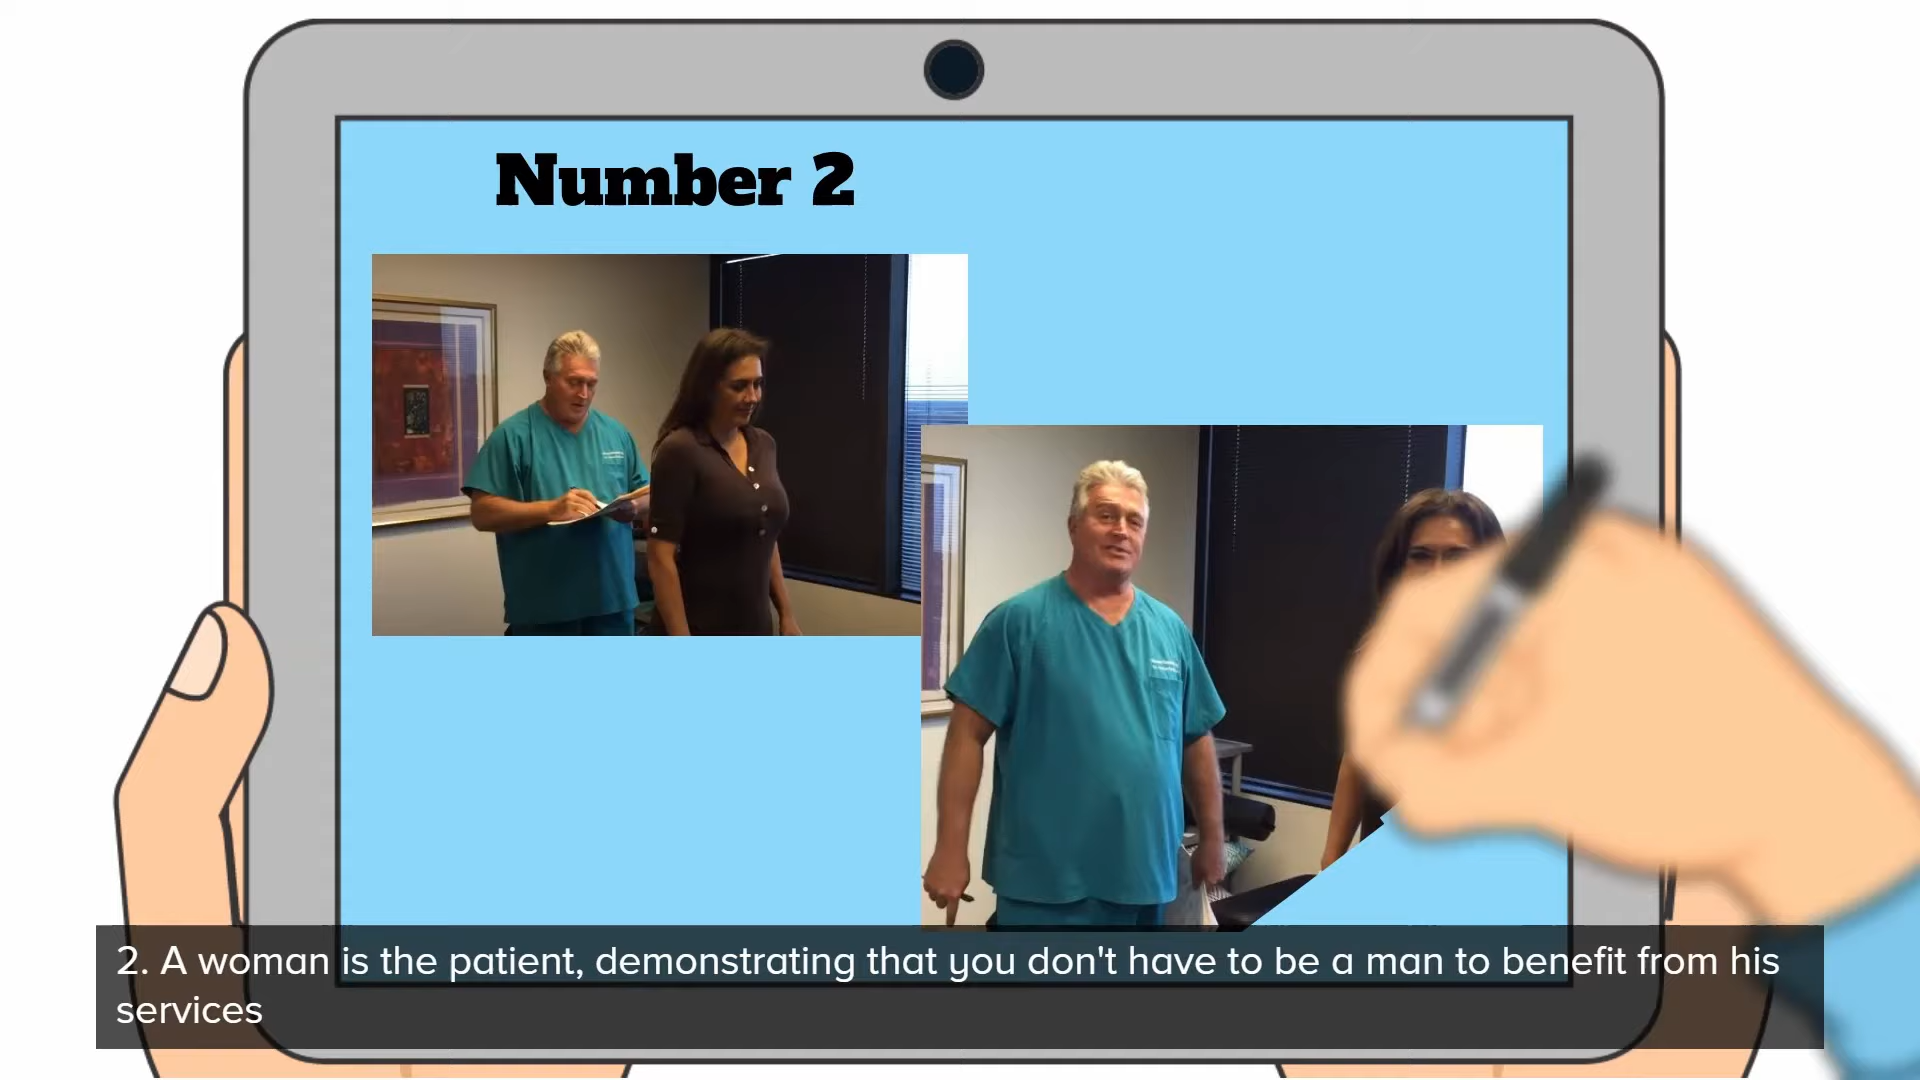 Number 2
2. A woman is the patient, demonstrating that you don't have to be a man to benefit from his
services